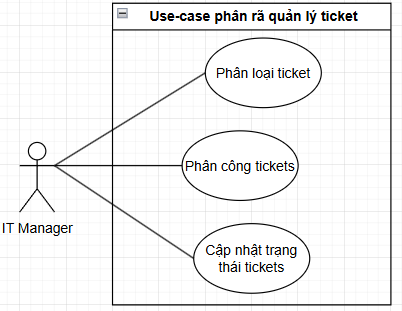 Use-case phân rã quản lý ticket
Phân loại ticket
Phân công tickets
IT Manager
Cập nhật trạng
thái tickets